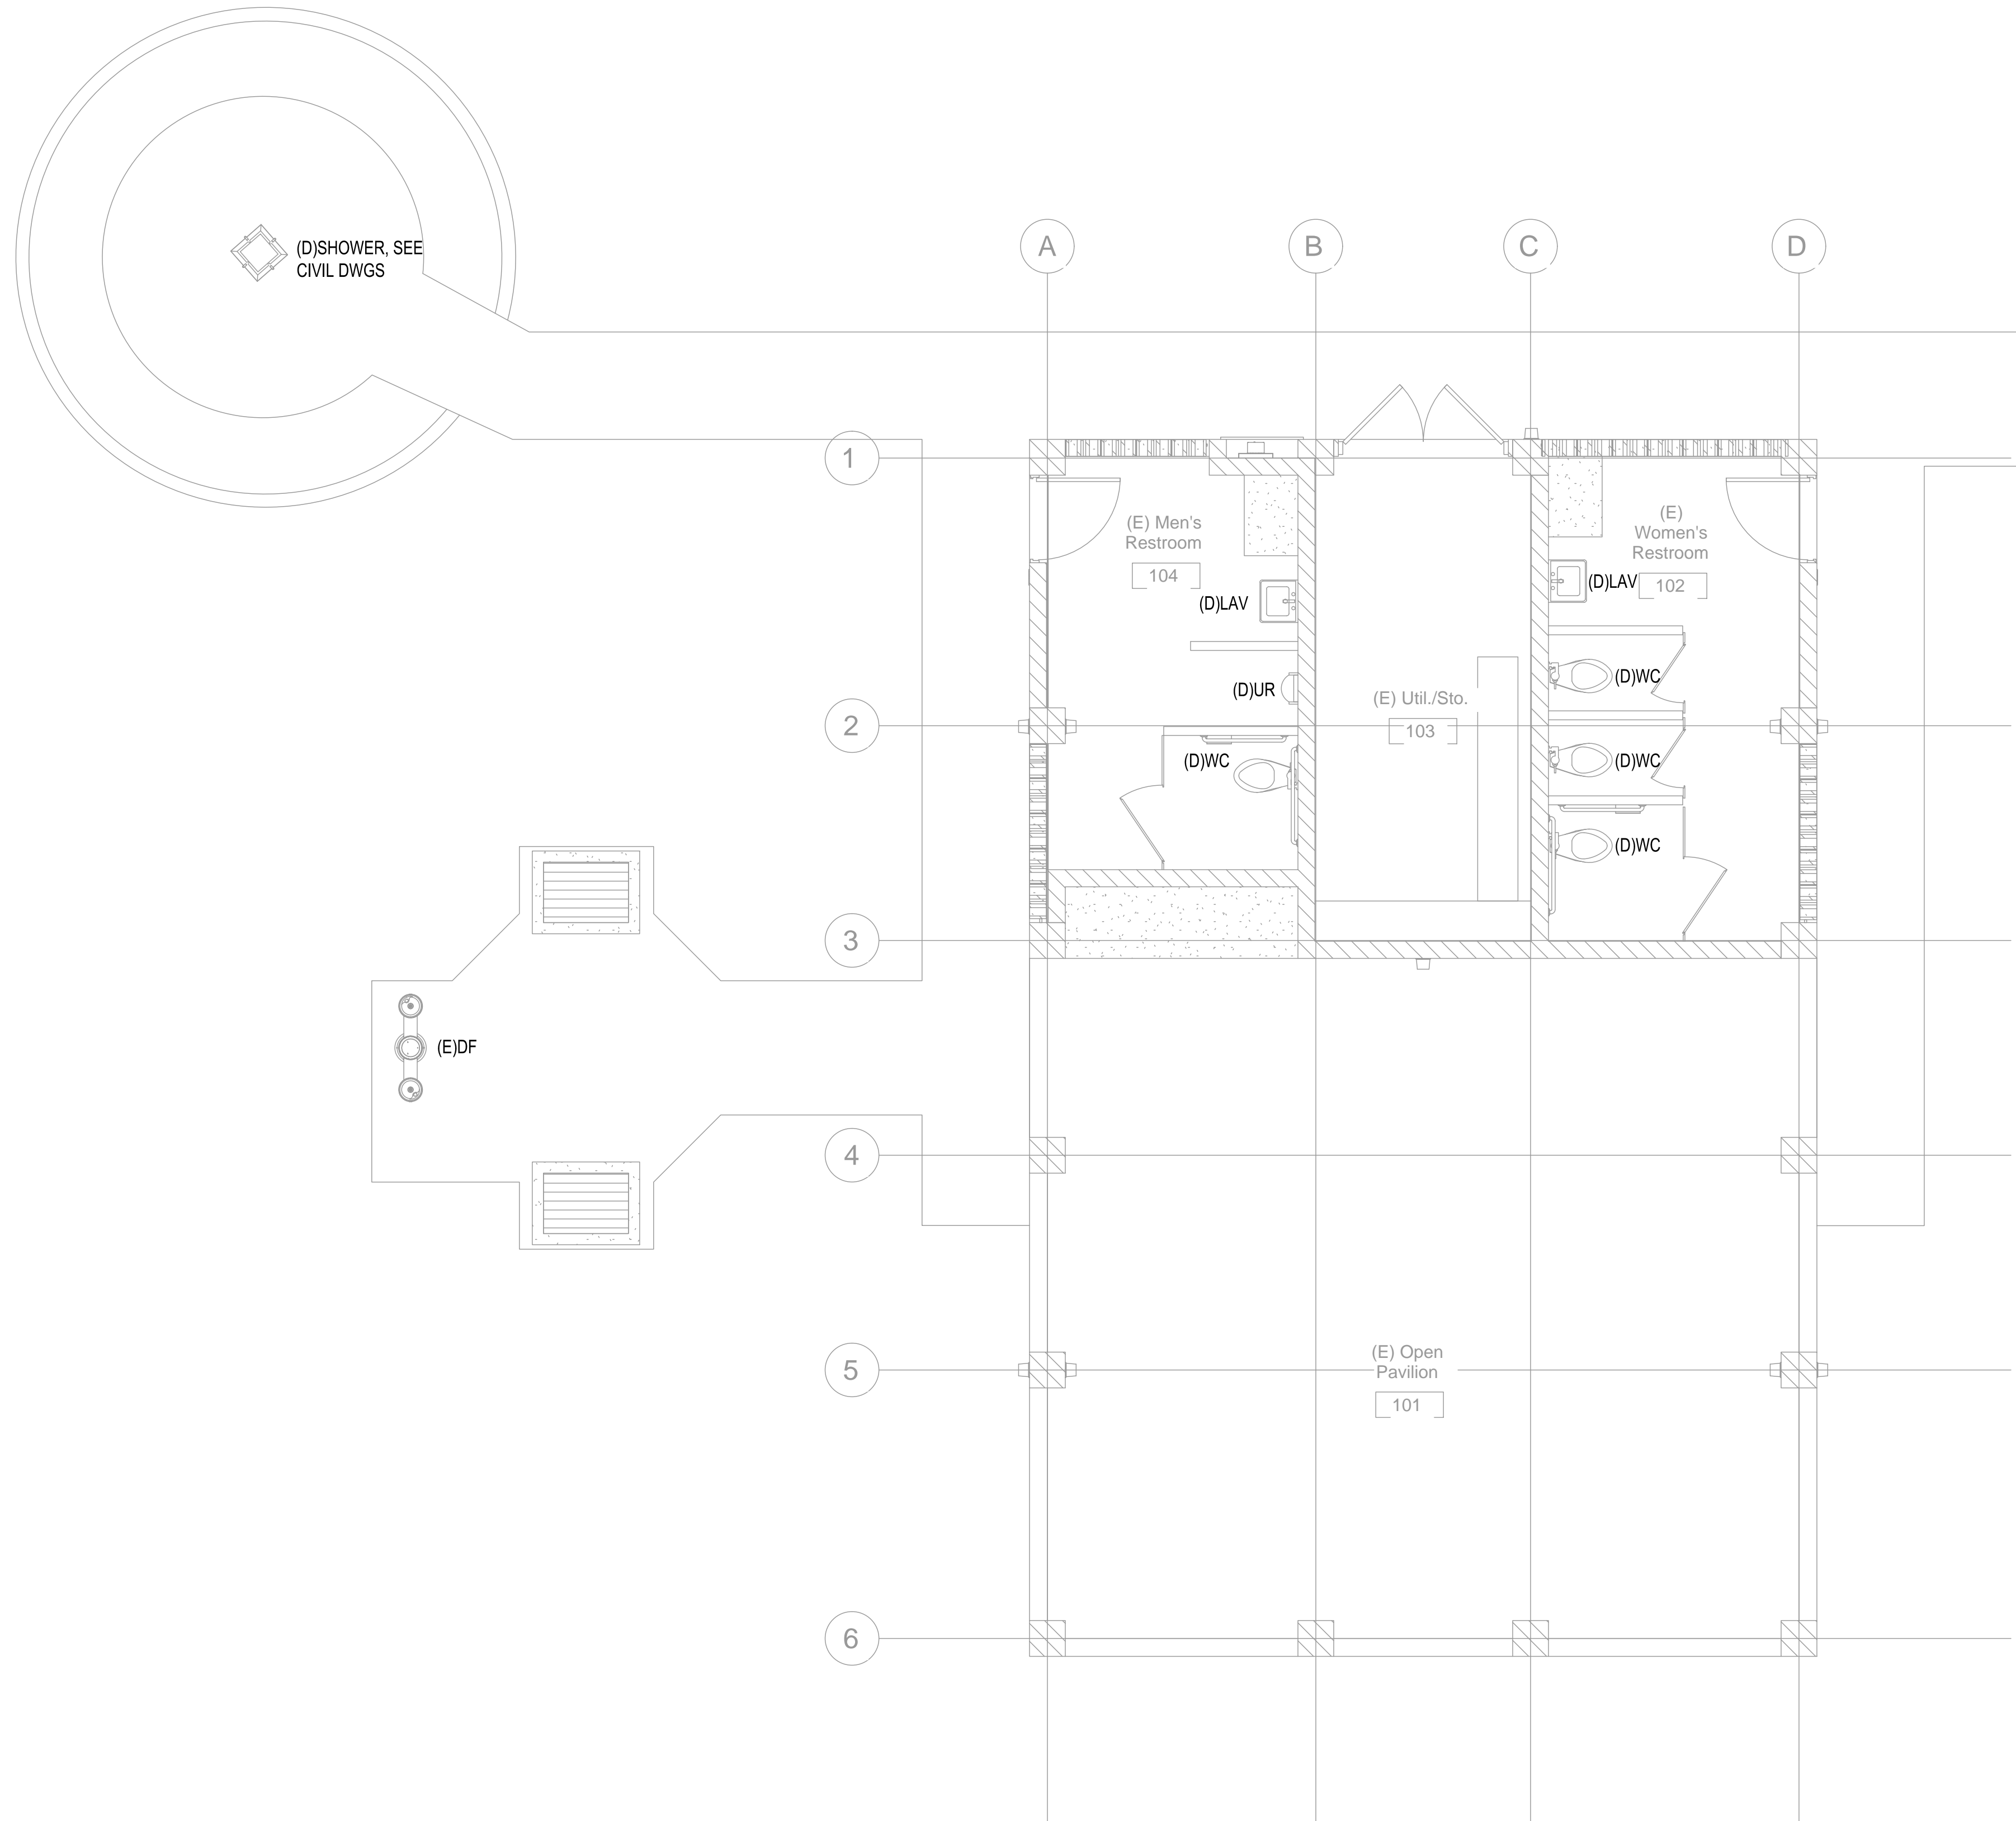 (D)SHOWER, SEE
CIVIL DWGS
A
B
C
D
1
(E) Men's
Restroom
104
(E)
Women's
Restroom
102
(D)LAV
(D)LAV
(D)UR
(D)WC
(E) Util./Sto.
103
2
(D)WC
(D)WC
(D)WC
3
(E)DF
4
5
(E) Open
Pavilion
101
6